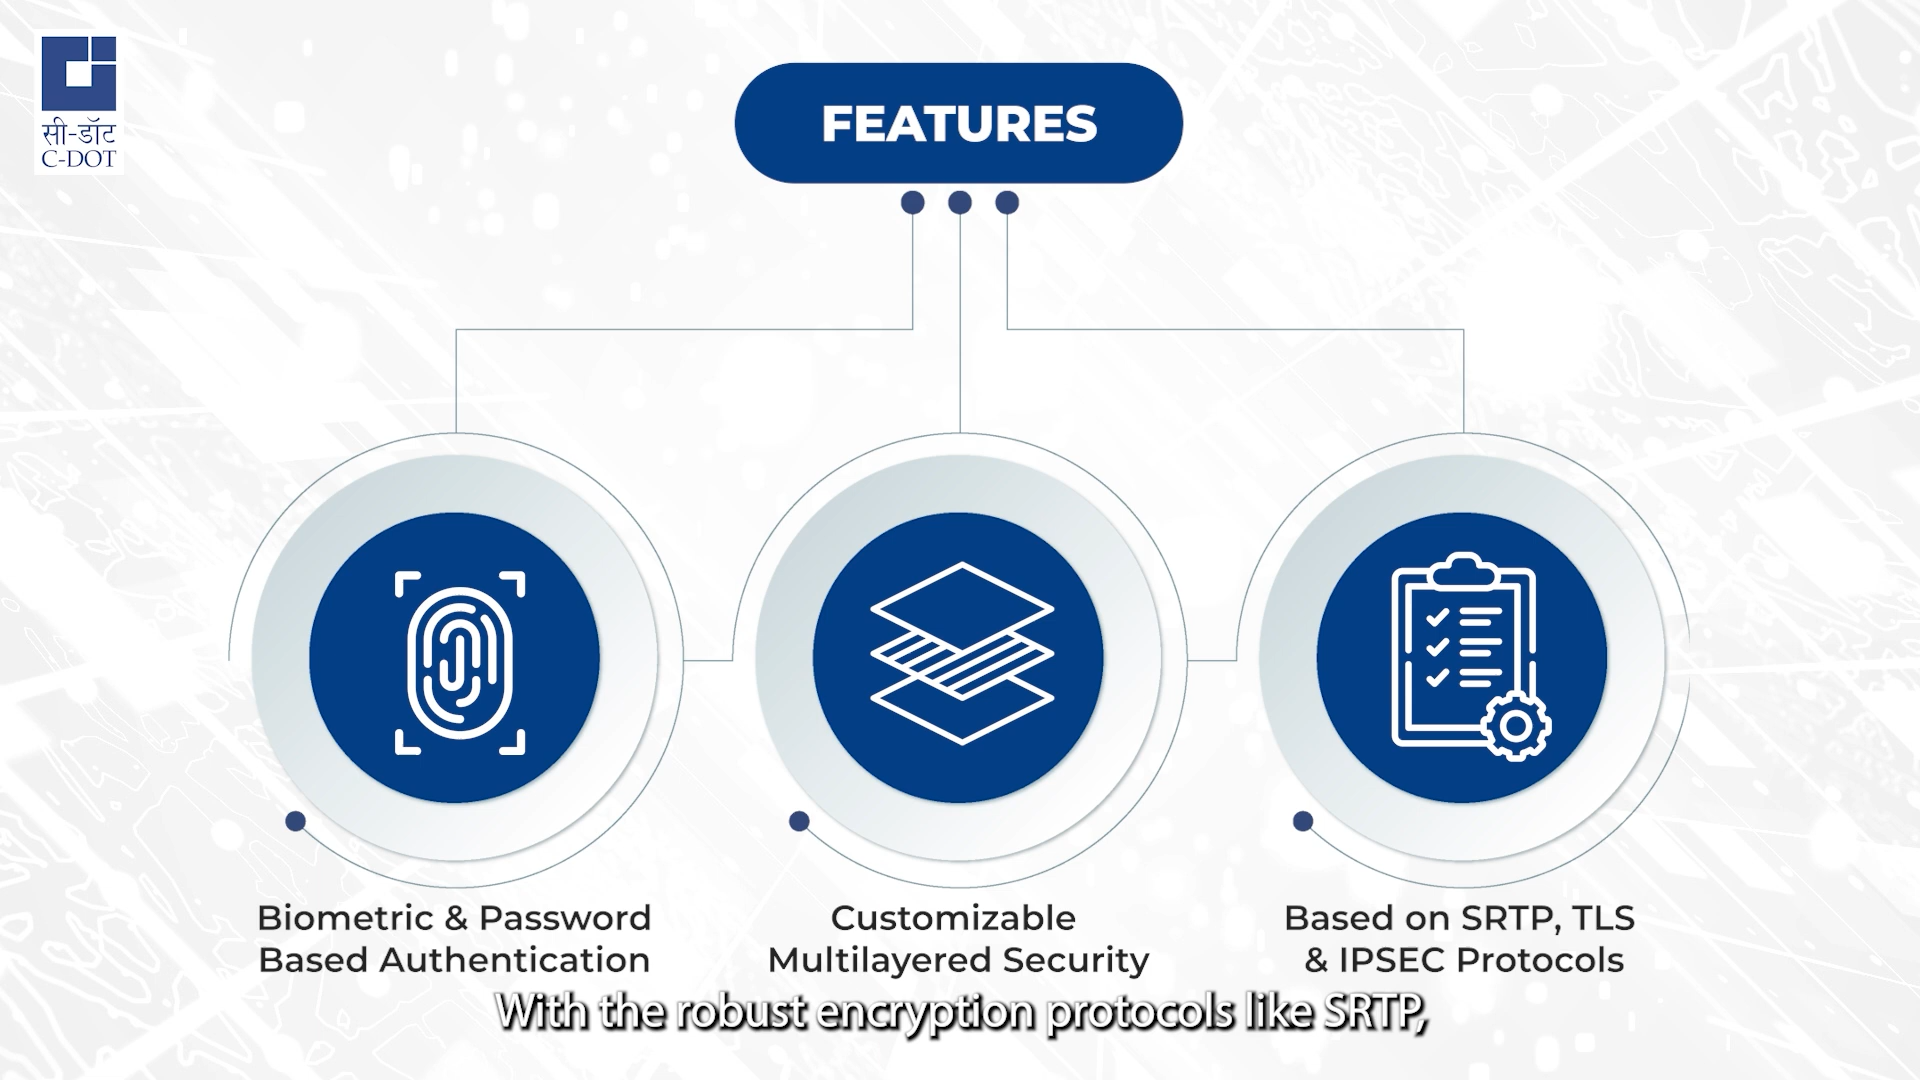 सी-डॉट
C-DOT
FEATURES
Biometric & Password
Based Authentication
Customizable
Multilayered Security
Based on SRTP, TLS
& IPSEC Protocols
With the robust encryption protocols like SRTP,